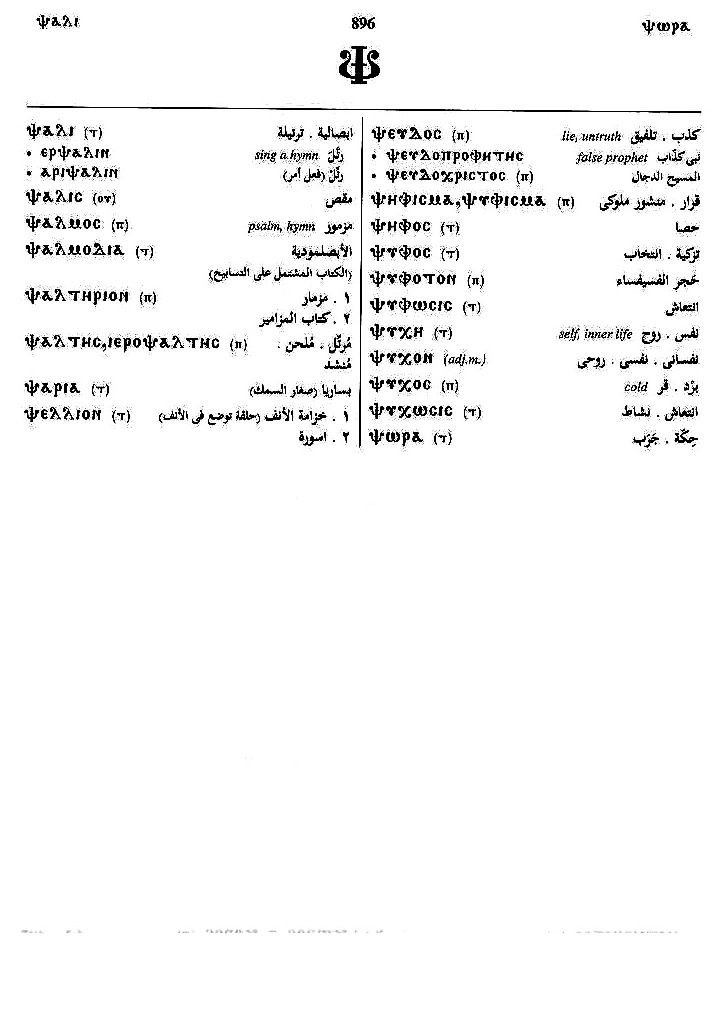 ⲯⲁⲗⲓ 896 ⲯⲱⲣⲁ
Ⲯ
ⲯⲁⲗⲓ (ⲧ) ابصالية . ترتيلة
• ⲉⲣⲯⲁⲗⲓⲛ sing a hymn رتّل
• ⲁⲣⲓⲯⲁⲗⲓⲛ رتّل (فعل أمر)
ⲯⲁⲗⲓⲥ (ⲟⲩ) مقص
ⲯⲁⲗⲙⲟⲥ (ⲡ) psalm, hymn مزمور
ⲯⲁⲗⲙⲟⲇⲓⲁ (ⲧ) الأبصلمودية
(الكتاب المشتمل على التسابيح)
ⲯⲁⲗⲧⲏⲣⲓⲟⲛ (ⲡ) ١ . مزمار
٢ . كتاب المزامير
ⲯⲁⲗⲧⲏⲥ,ⲓⲉⲣⲟⲯⲁⲗⲧⲏⲥ (ⲡ) مُرتّل . مُلحن .
مُنشد
ⲯⲁⲣⲓⲁ (ⲧ) بساريا (صغار السمك)
ⲯⲉⲗⲗⲓⲟⲛ (ⲧ) ١ . خزامة الأنف (حلقة توضع فى الأنف)
٢ . اسورة
ⲯⲉⲩⲇⲟⲥ (ⲡ) lie, untruth كذب . تلفيق
• ⲯⲉⲩⲇⲟⲡⲣⲟⲫⲏⲧⲏⲥ false prophet نبى كذّاب
• ⲯⲉⲩⲇⲟⲭⲣⲓⲥⲧⲟⲥ (ⲡ) المسيح الدجال
ⲯⲏⲫⲓⲥⲙⲁ,ⲯⲩⲫⲓⲥⲙⲁ (ⲡ) قرار . منشور ملوكى
ⲯⲏⲫⲟⲥ (ⲧ) حصا
ⲯⲩⲫⲟⲥ (ⲧ) تزكية . انتخاب
ⲯⲩⲫⲟⲧⲟⲛ (ⲡ) حَجر الفسيفساء
ⲯⲩⲫⲱⲥⲓⲥ (ⲧ) انتعاش
ⲯⲩⲭⲏ (ⲧ) self, inner life نفس . روح
ⲯⲩⲭⲟⲛ (adj.m.) نفسانى . نفسى . روحى
ⲯⲩⲭⲟⲥ (ⲡ) cold برْد . قر
ⲯⲩⲭⲱⲥⲓⲥ (ⲧ) انتعاش . نشاط
ⲯⲱⲣⲁ (ⲧ) حِكّة . جَرَب